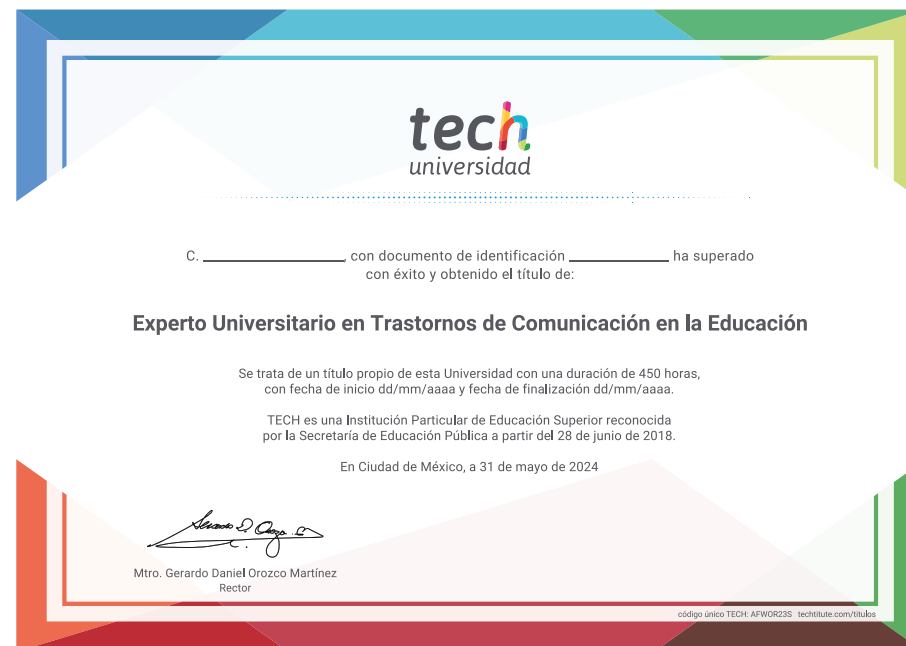 tech
universidad
C. ____________, con documento de identificación ____________ ha superado
con éxito y obtenido el título de:
Experto Universitario en Trastornos de Comunicación en la Educación
Se trata de un título propio de esta Universidad con una duración de 450 horas,
con fecha de inicio dd/mm/aaaa y fecha de finalización dd/mm/aaaa.
TECH es una Institución Particular de Educación Superior reconocida
por la Secretaría de Educación Pública a partir del 28 de junio de 2018.
En Ciudad de México, a 31 de mayo de 2024
Mtro. Gerardo Daniel Orozco Martínez
Rector
código único TECH: AFWOR23S techtitute.com/titulos